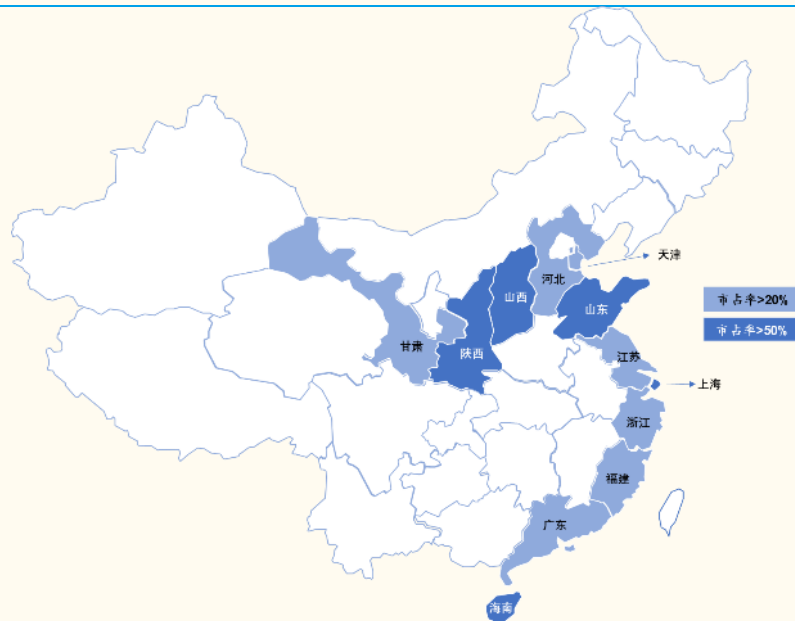 天津
河北
山西
山东
市占率>20%
市占率>50%
甘肃
陕西
江苏
上海
浙江
福建
广东
海南